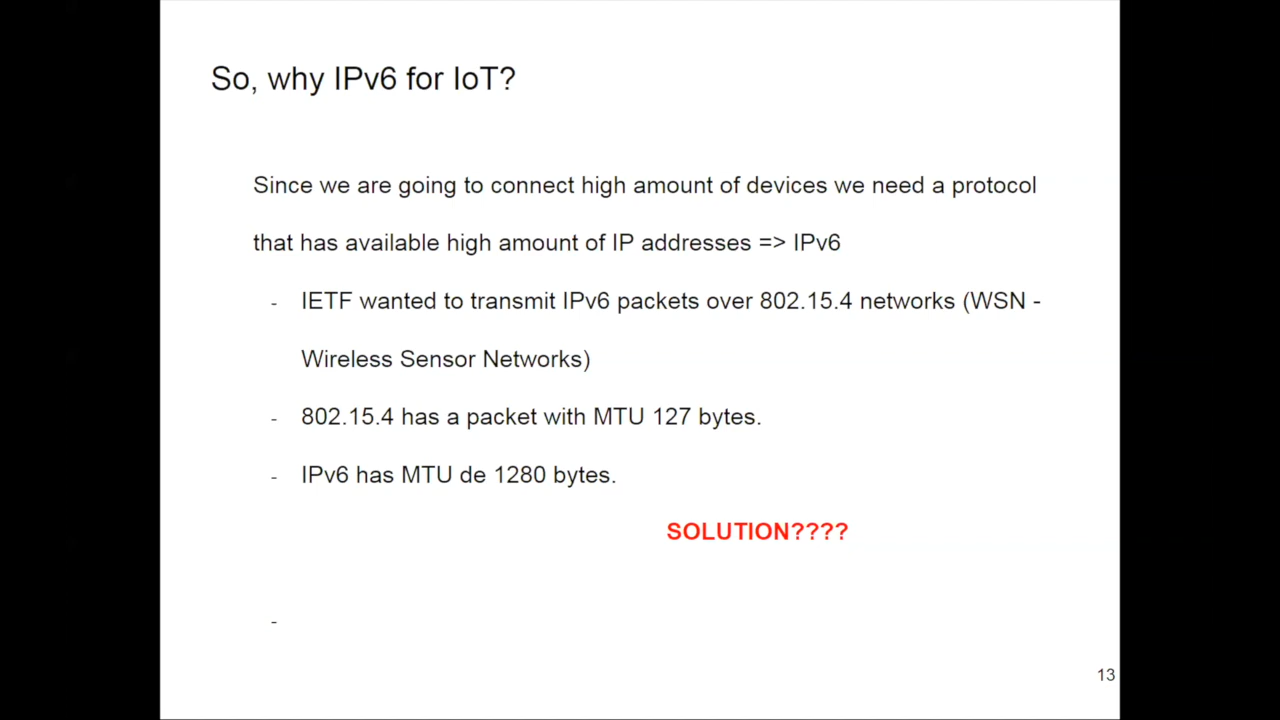 So, why IPv6 for IoT?
Since we are going to connect high amount of devices we need a protocol
that has available high amount of IP addresses => IPv6
- IETF wanted to transmit IPv6 packets over 802.15.4 networks (WSN -
Wireless Sensor Networks)
- 802.15.4 has a packet with MTU 127 bytes.
- IPv6 has MTU de 1280 bytes.
SOLUTION????
-
13